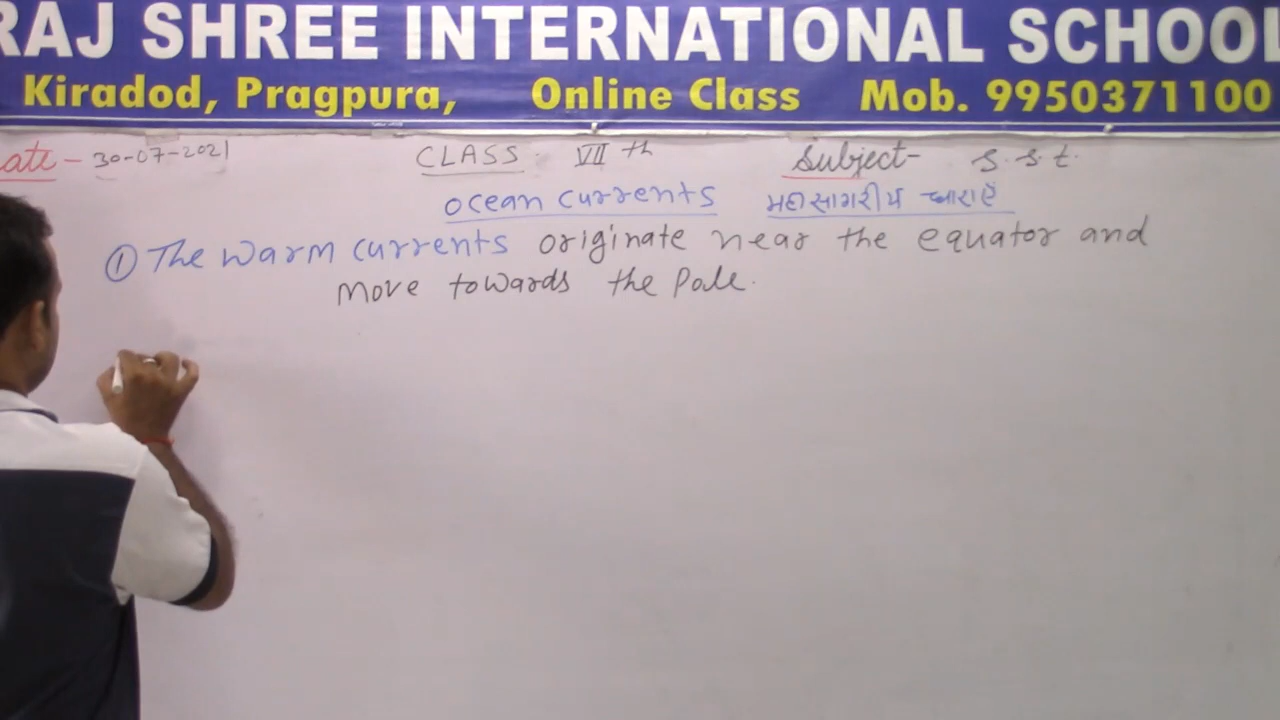 RAJ SHREE INTERNATIONAL SCHOOL
Kiradod, Pragpura, Online Class Mob. 9950371100
ate - 30-07-2021 CLASS VII th Subject- S.S.t.
Ocean Currents महासागरीय धाराएँ
① The Warm currents originate near the equator and
Move towards the Pole.